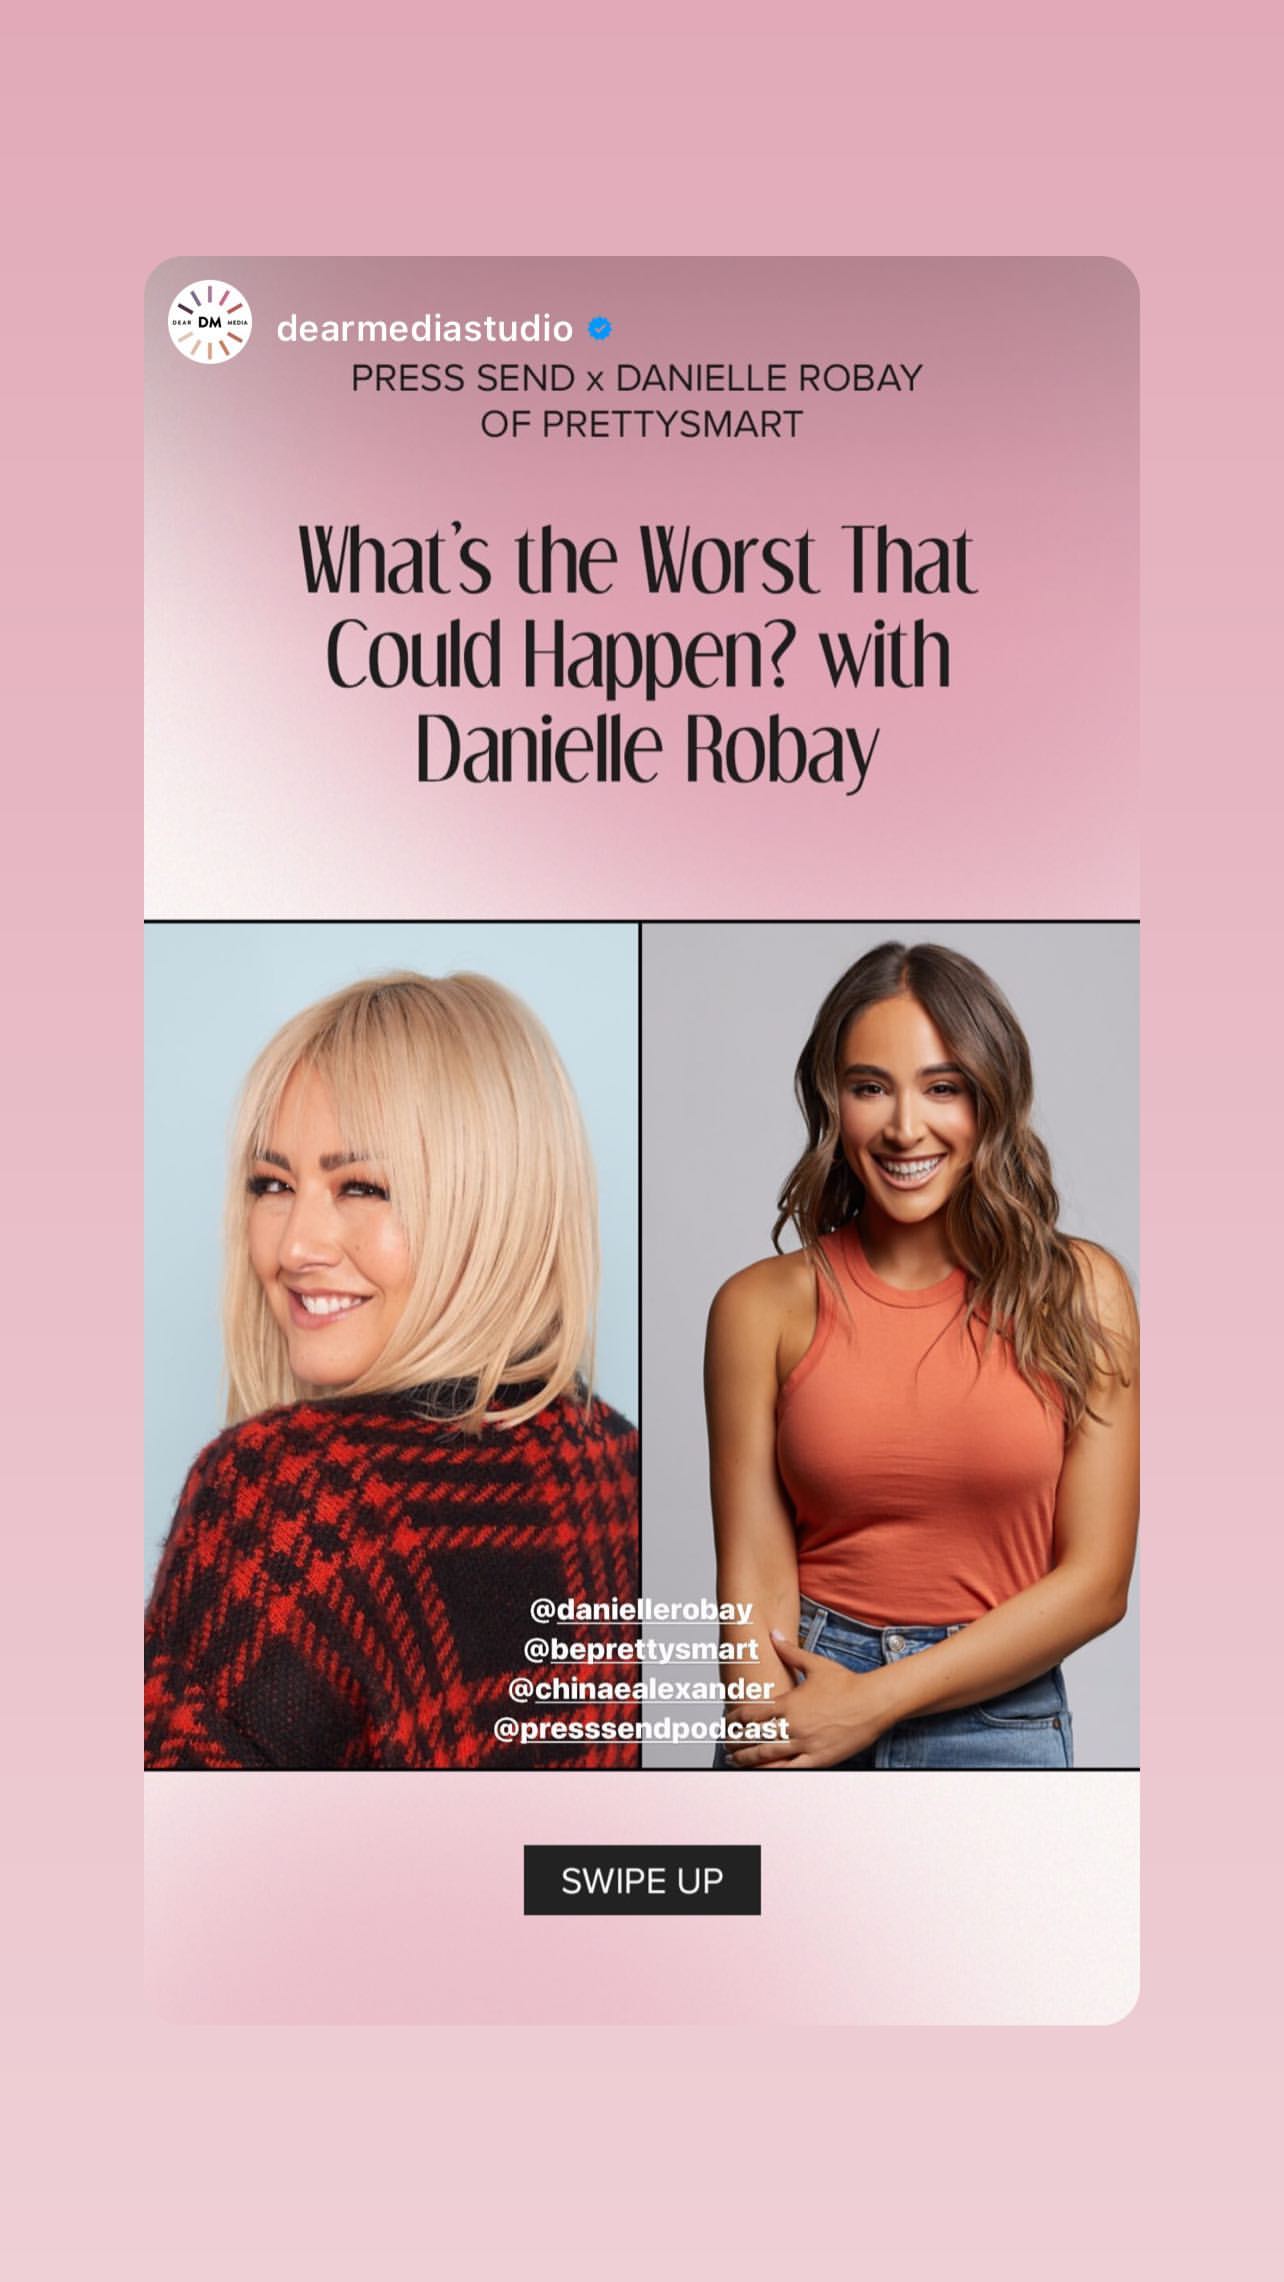 DEAR DM MEDIA
dearmediastudio
PRESS SEND x DANIELLE ROBAY
OF PRETTYSMART
What's the Worst That
Could Happen? with
Danielle Robay
@daniellerobay
@beprettysmart
@chinaealexander
@presssendpodcast
SWIPE UP